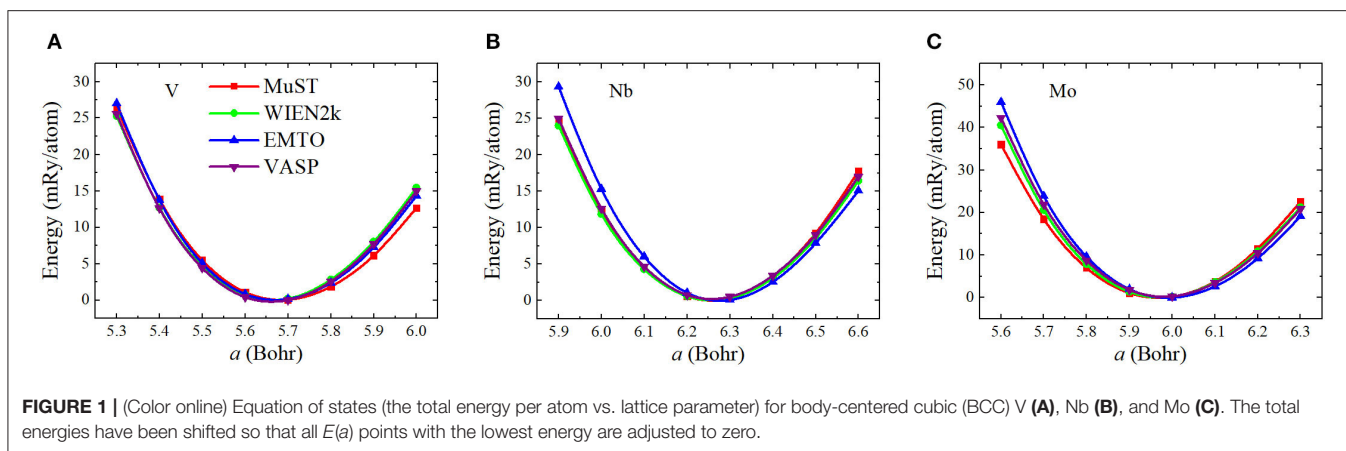 A
B
C
Energy (mRy/atom)
30
25
20
15
10
5
0
V
MuST
WIEN2k
EMTO
VASP
5.3 5.4 5.5 5.6 5.7 5.8 5.9 6.0
a (Bohr)
Energy (mRy/atom)
30
25
20
15
10
5
0
Nb
5.9 6.0 6.1 6.2 6.3 6.4 6.5 6.6
a (Bohr)
Energy (mRy/atom)
50
40
30
20
10
0
Mo
5.6 5.7 5.8 5.9 6.0 6.1 6.2 6.3
a (Bohr)
FIGURE 1 | (Color online) Equation of states (the total energy per atom vs. lattice parameter) for body-centered cubic (BCC) V (A), Nb (B), and Mo (C). The total
energies have been shifted so that all E(a) points with the lowest energy are adjusted to zero.